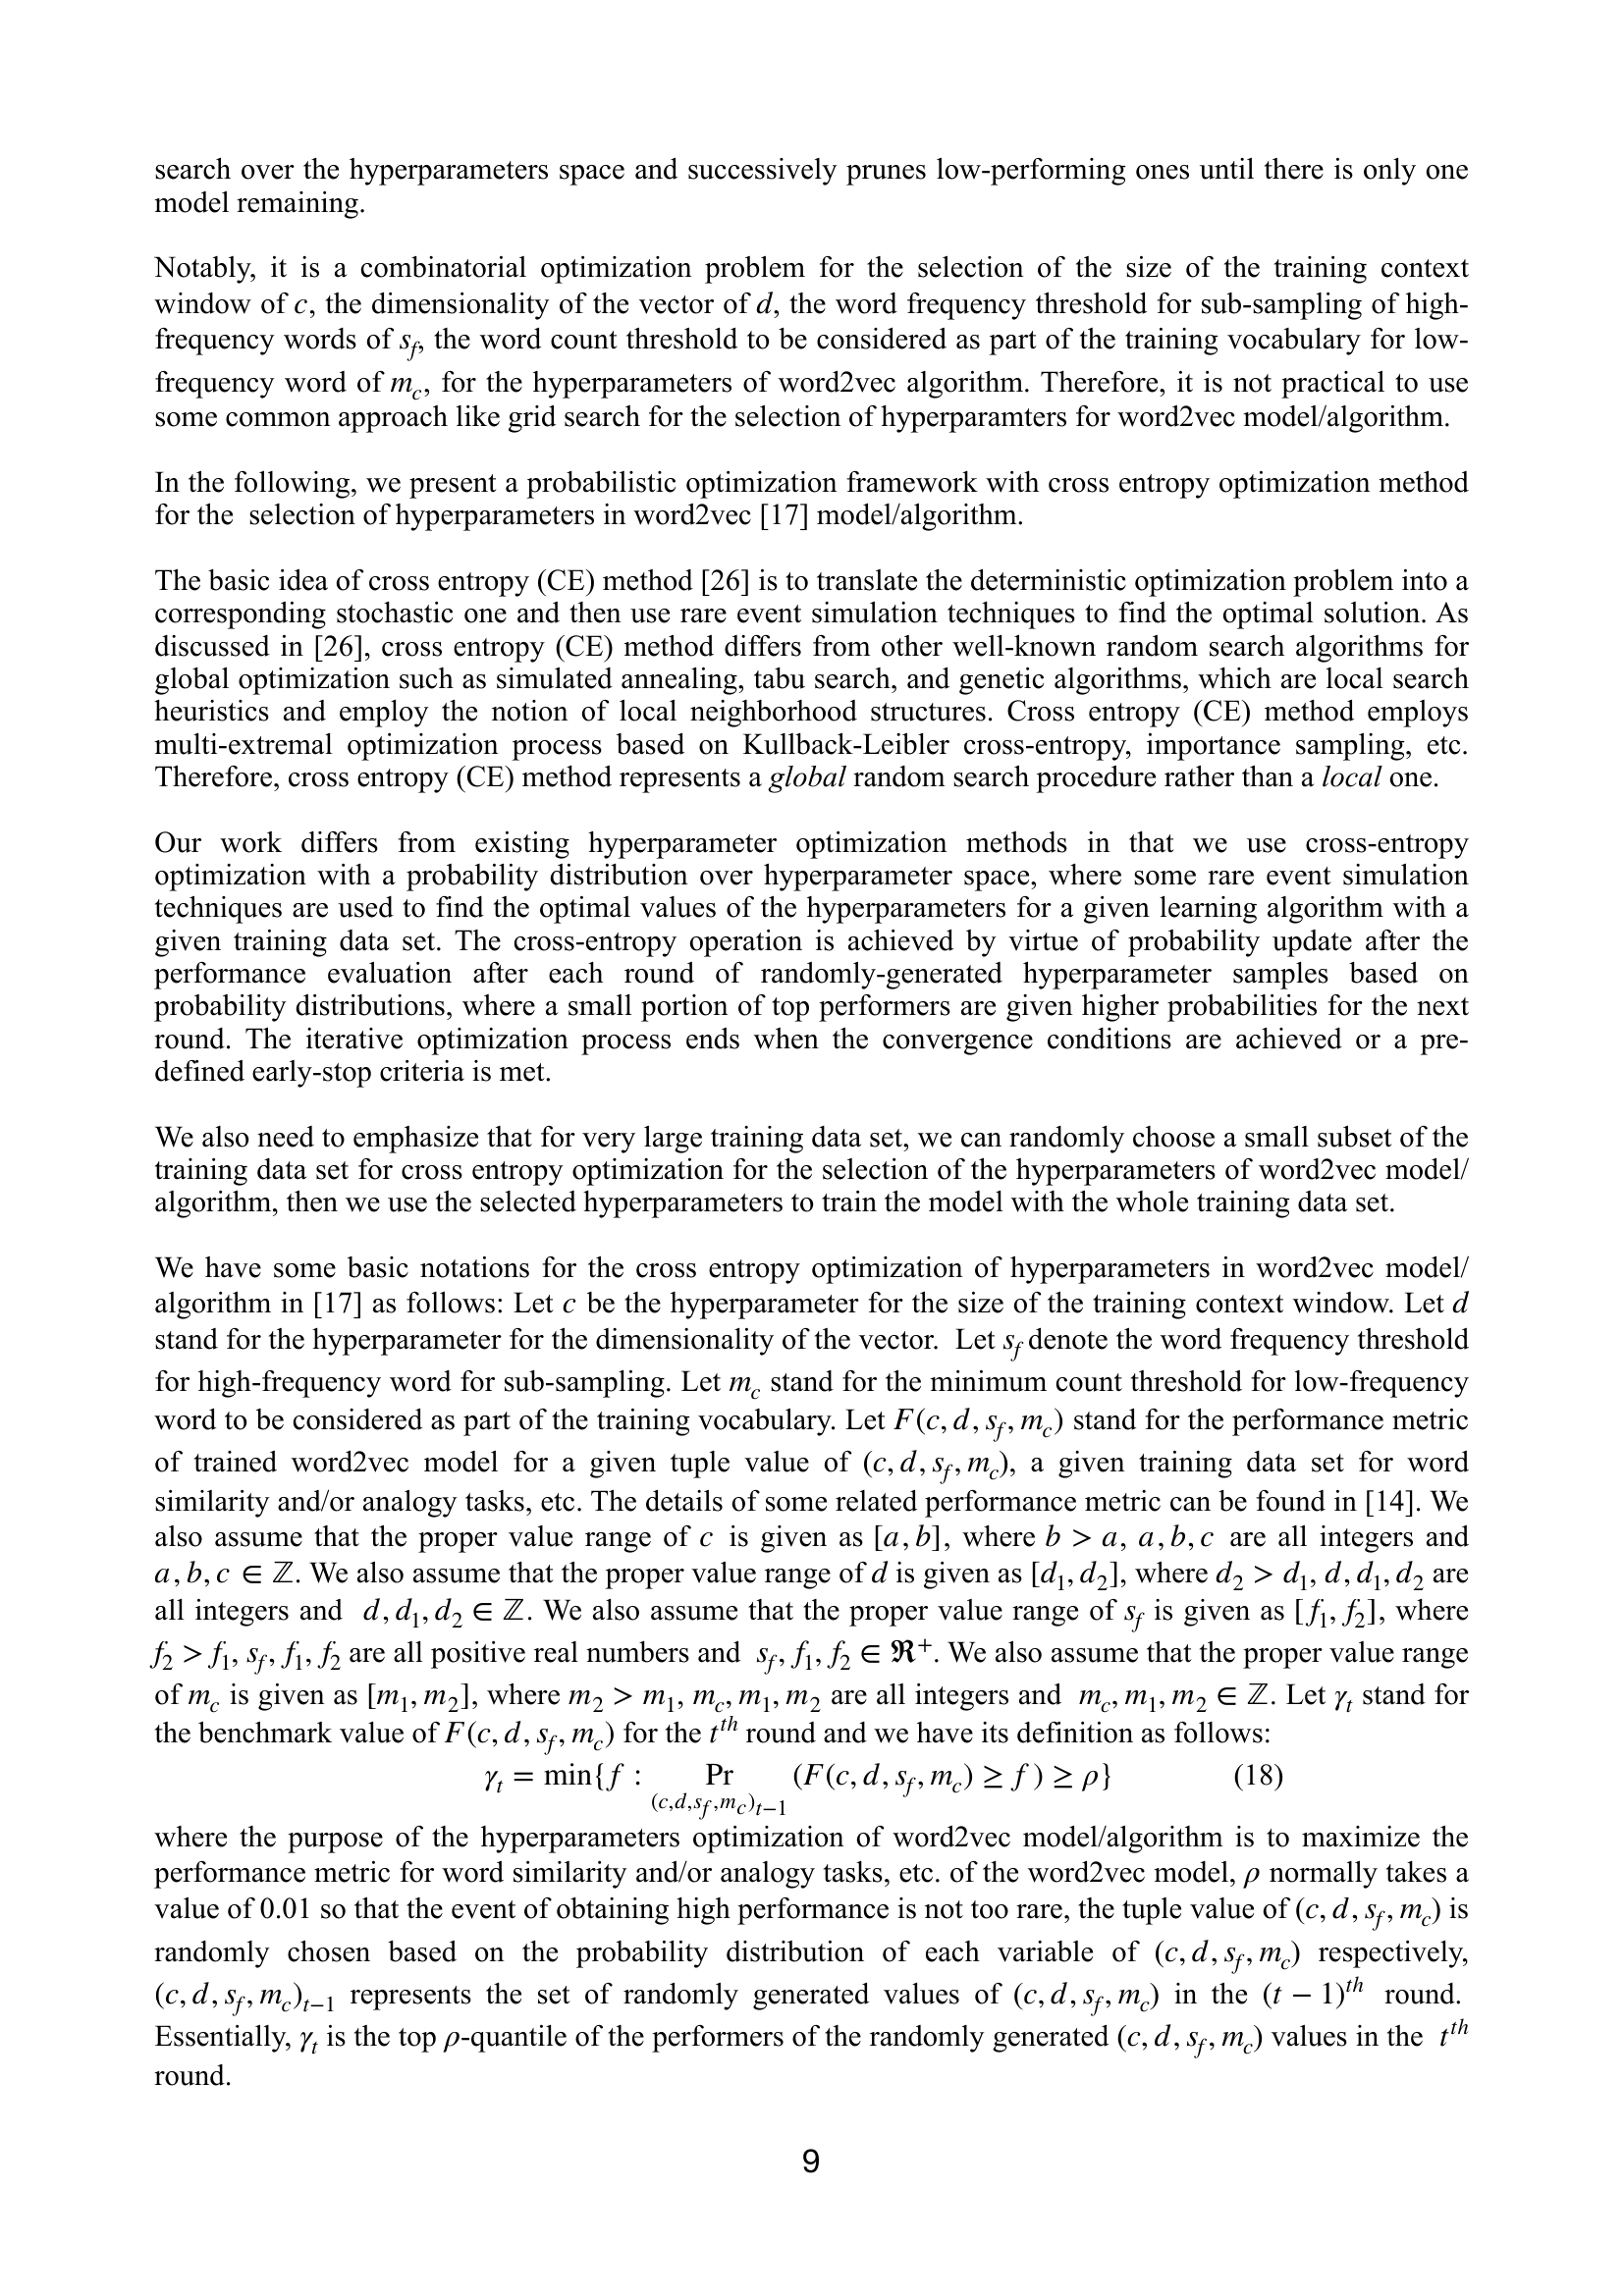 search over the hyperparameters space and successively prunes low-performing ones until there is only one
model remaining.
Notably, it is a combinatorial optimization problem for the selection of the size of the training context
window of c, the dimensionality of the vector of d, the word frequency threshold for sub-sampling of high-
frequency words of s_f, the word count threshold to be considered as part of the training vocabulary for low-
frequency word of m_c, for the hyperparameters of word2vec algorithm. Therefore, it is not practical to use
some common approach like grid search for the selection of hyperparamters for word2vec model/algorithm.
In the following, we present a probabilistic optimization framework with cross entropy optimization method
for the selection of hyperparameters in word2vec [17] model/algorithm.
The basic idea of cross entropy (CE) method [26] is to translate the deterministic optimization problem into a
corresponding stochastic one and then use rare event simulation techniques to find the optimal solution. As
discussed in [26], cross entropy (CE) method differs from other well-known random search algorithms for
global optimization such as simulated annealing, tabu search, and genetic algorithms, which are local search
heuristics and employ the notion of local neighborhood structures. Cross entropy (CE) method employs
multi-extremal optimization process based on Kullback-Leibler cross-entropy, importance sampling, etc.
Therefore, cross entropy (CE) method represents a global random search procedure rather than a local one.
Our work differs from existing hyperparameter optimization methods in that we use cross-entropy
optimization with a probability distribution over hyperparameter space, where some rare event simulation
techniques are used to find the optimal values of the hyperparameters for a given learning algorithm with a
given training data set. The cross-entropy operation is achieved by virtue of probability update after the
performance evaluation after each round of randomly-generated hyperparameter samples based on
probability distributions, where a small portion of top performers are given higher probabilities for the next
round. The iterative optimization process ends when the convergence conditions are achieved or a pre-
defined early-stop criteria is met.
We also need to emphasize that for very large training data set, we can randomly choose a small subset of the
training data set for cross entropy optimization for the selection of the hyperparameters of word2vec model/
algorithm, then we use the selected hyperparameters to train the model with the whole training data set.
We have some basic notations for the cross entropy optimization of hyperparameters in word2vec model/
algorithm in [17] as follows: Let c be the hyperparameter for the size of the training context window. Let d
stand for the hyperparameter for the dimensionality of the vector. Let s_f denote the word frequency threshold
for high-frequency word for sub-sampling. Let m_c stand for the minimum count threshold for low-frequency
word to be considered as part of the training vocabulary. Let F(c, d, s_f, m_c) stand for the performance metric
of trained word2vec model for a given tuple value of (c, d, s_f, m_c), a given training data set for word
similarity and/or analogy tasks, etc. The details of some related performance metric can be found in [14]. We
also assume that the proper value range of c is given as [a, b], where b > a, a, b, c are all integers and
a, b, c ∈ ℤ. We also assume that the proper value range of d is given as [d_1, d_2], where d_2 > d_1, d, d_1, d_2 are
all integers and d, d_1, d_2 ∈ ℤ. We also assume that the proper value range of s_f is given as [f_1, f_2], where
f_2 > f_1, s_f, f_1, f_2 are all positive real numbers and s_f, f_1, f_2 ∈ ℜ^+. We also assume that the proper value range
of m_c is given as [m_1, m_2], where m_2 > m_1, m_c, m_1, m_2 are all integers and m_c, m_1, m_2 ∈ ℤ. Let γ_t stand for
the benchmark value of F(c, d, s_f, m_c) for the t^th round and we have its definition as follows:
γ_t = min{f : Pr_{(c,d,s_f,m_c)_{t−1}} (F(c, d, s_f, m_c) ≥ f) ≥ ρ} (18)
where the purpose of the hyperparameters optimization of word2vec model/algorithm is to maximize the
performance metric for word similarity and/or analogy tasks, etc. of the word2vec model, ρ normally takes a
value of 0.01 so that the event of obtaining high performance is not too rare, the tuple value of (c, d, s_f, m_c) is
randomly chosen based on the probability distribution of each variable of (c, d, s_f, m_c) respectively,
(c, d, s_f, m_c)_{t−1} represents the set of randomly generated values of (c, d, s_f, m_c) in the (t − 1)^th round.
Essentially, γ_t is the top ρ-quantile of the performers of the randomly generated (c, d, s_f, m_c) values in the t^th
round.
9